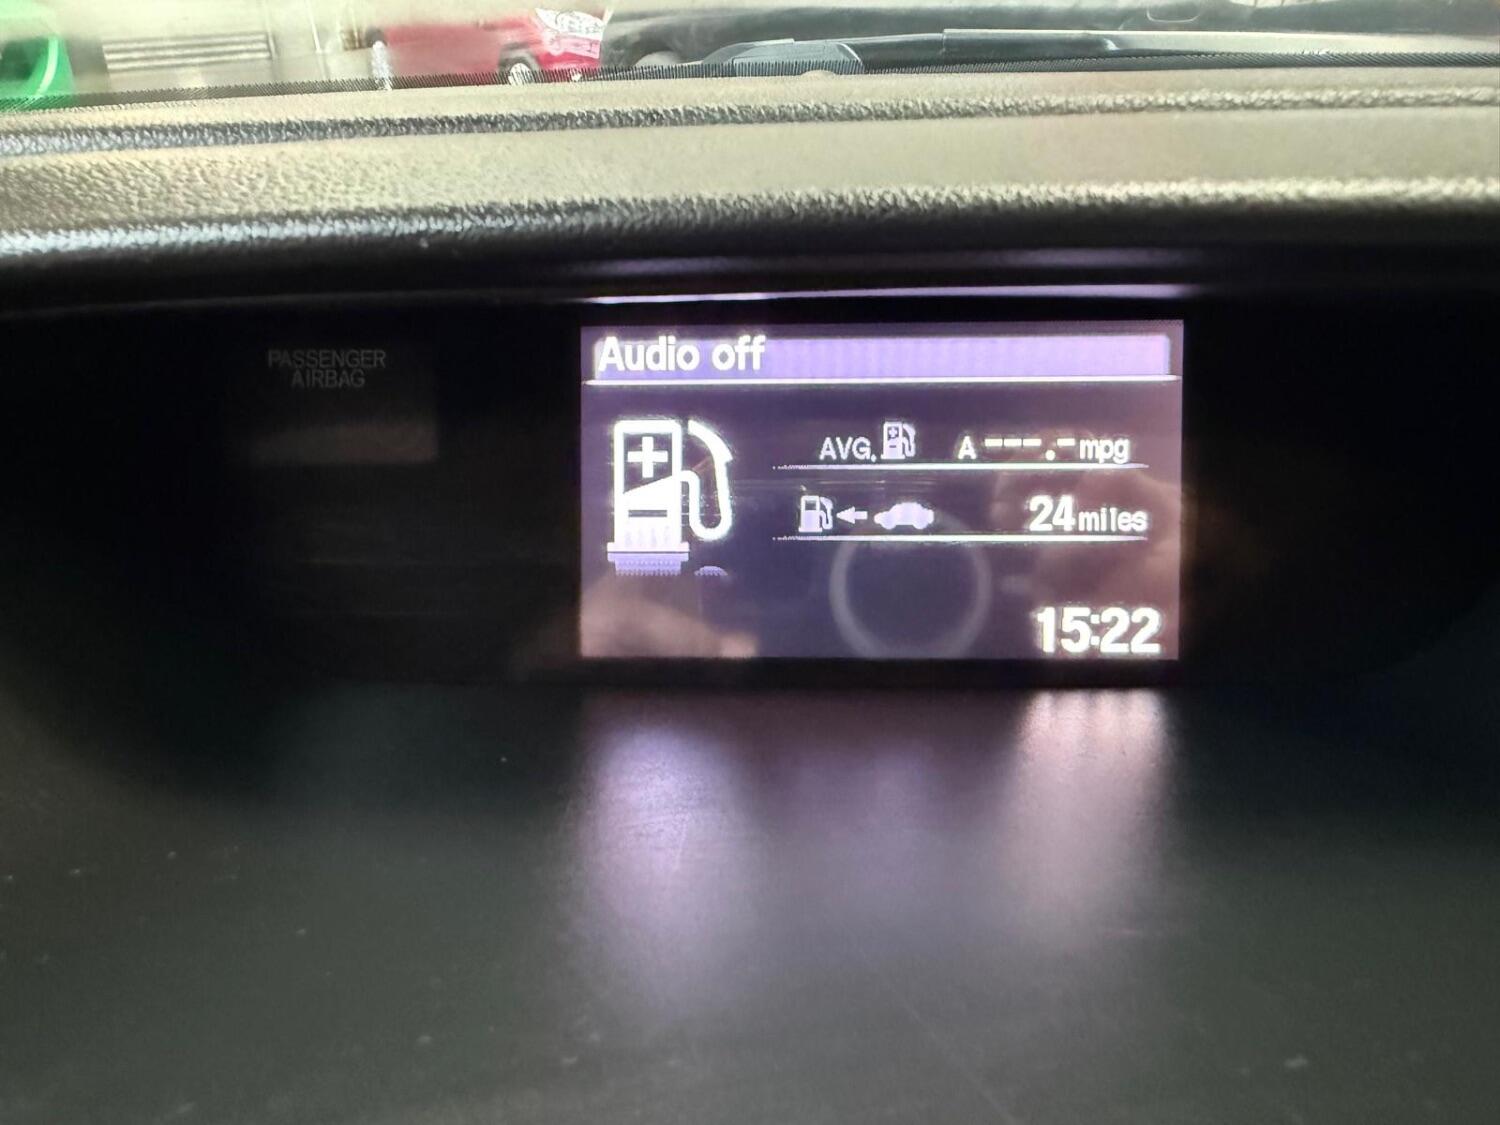 PASSENGER
AIRBAG
Audio off
AVG. A ---.- mpg
24 miles
15:22